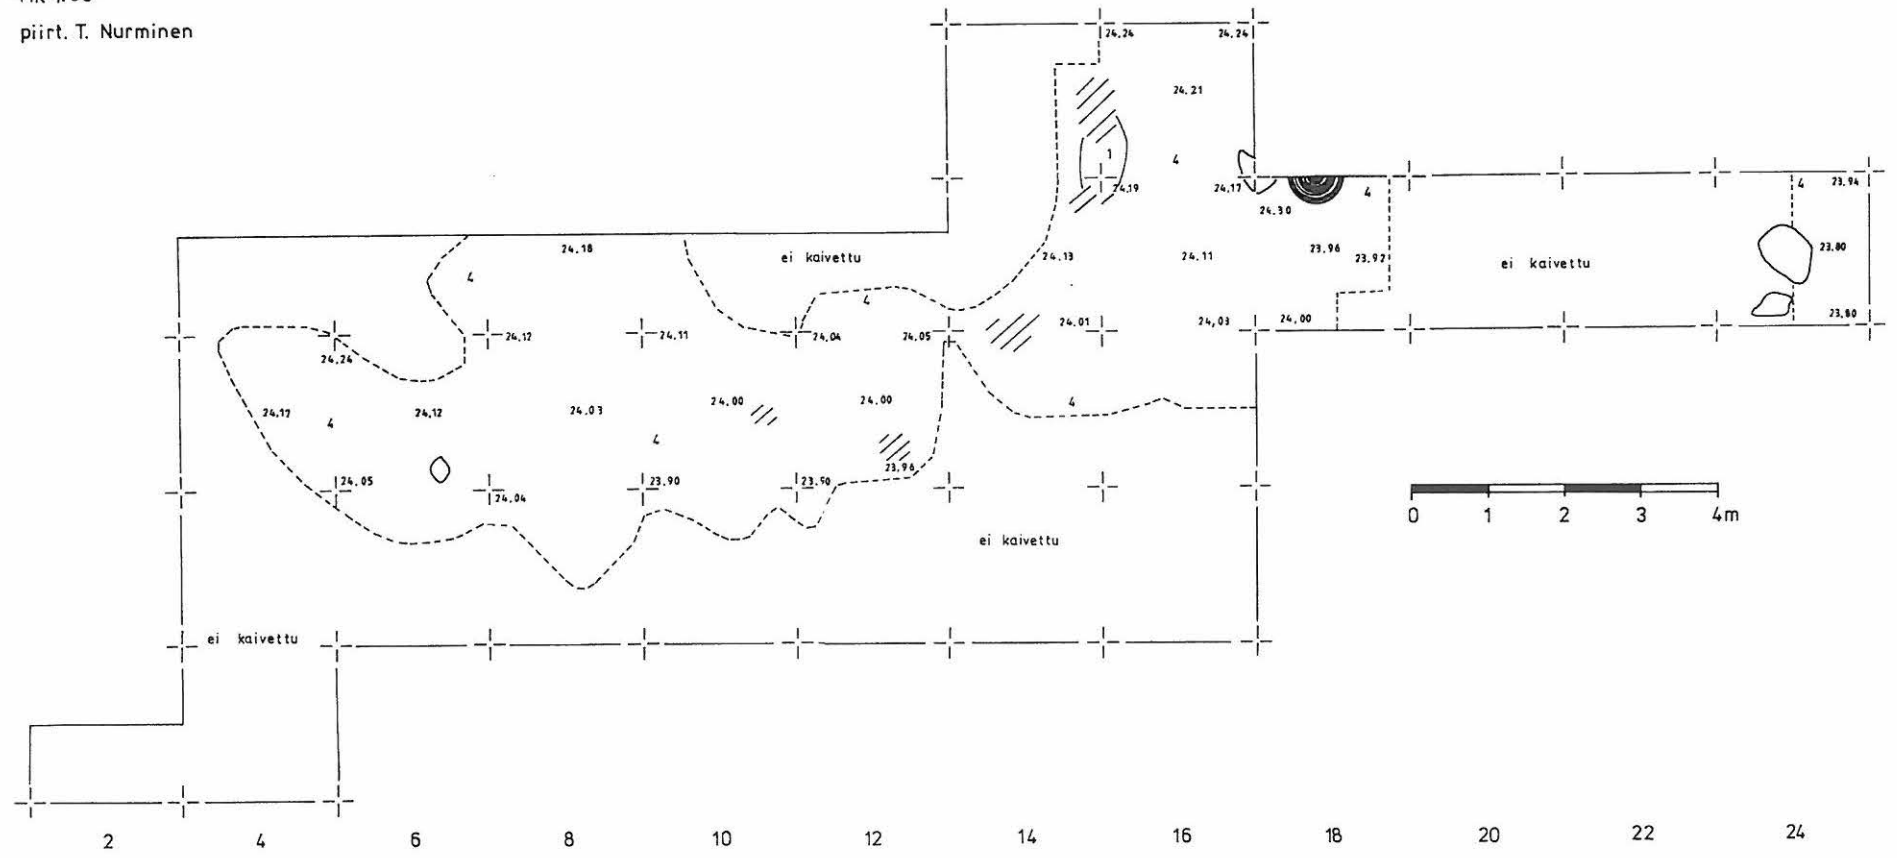 piirt. T. Nurminen
24.24 24.24
24.21
1 4
24.19 24.17 4 4 23.94
24.30
24.18 ei kaivettu 24.13 24.11 23.96 23.92 ei kaivettu 23.80
4 4
24.24 24.12 24.11 24.04 24.05 24.01 24.03 24.00 23.80
24.17 4 24.12 24.03 24.00 24.00 4
4
23.96
24.05 24.04 23.90 23.90
0 1 2 3 4m
ei kaivettu
ei kaivettu
2 4 6 8 10 12 14 16 18 20 22 24